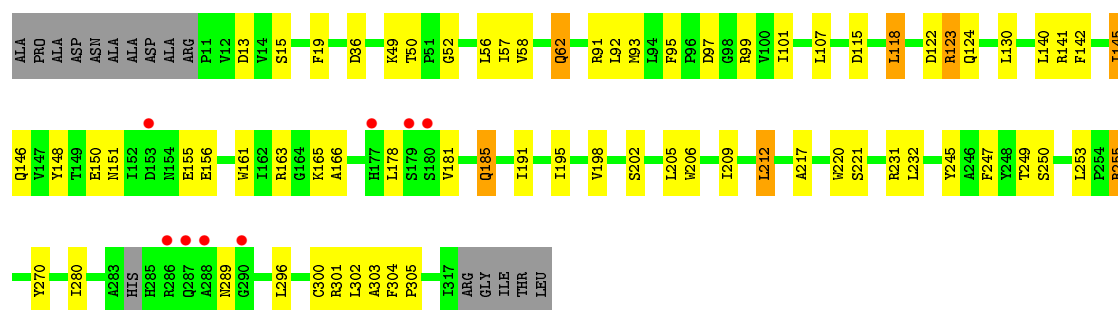 ALA PRO ALA ASP ASN ALA ALA ASP ALA ARG P11 V12 D13 V14 S15 F19 D36 K49 T50 P51 G52 L56 I57 V58 Q62 R91 L92 M93 L94 F95 P96 D97 G98 R99 V100 I101 L107 D115 L118 D122 R123 Q124 L130 L140 R141 F142 I145
Q146 V147 Y148 T149 E150 N151 I152 D153 N154 E155 E156 W161 I162 R163 G164 K165 A166 H177 L178 S179 S180 V181 Q185 I191 I195 V198 S202 L205 W206 I209 L212 A217 W220 S221 R231 L232 Y245 A246 F247 Y248 T249 S250 L253 P254 R255
Y270 I280 A283 HIS H285 R286 Q287 A288 N289 G290 L296 C300 R301 L302 A303 F304 P305 I317 ARG GLY ILE THR LEU